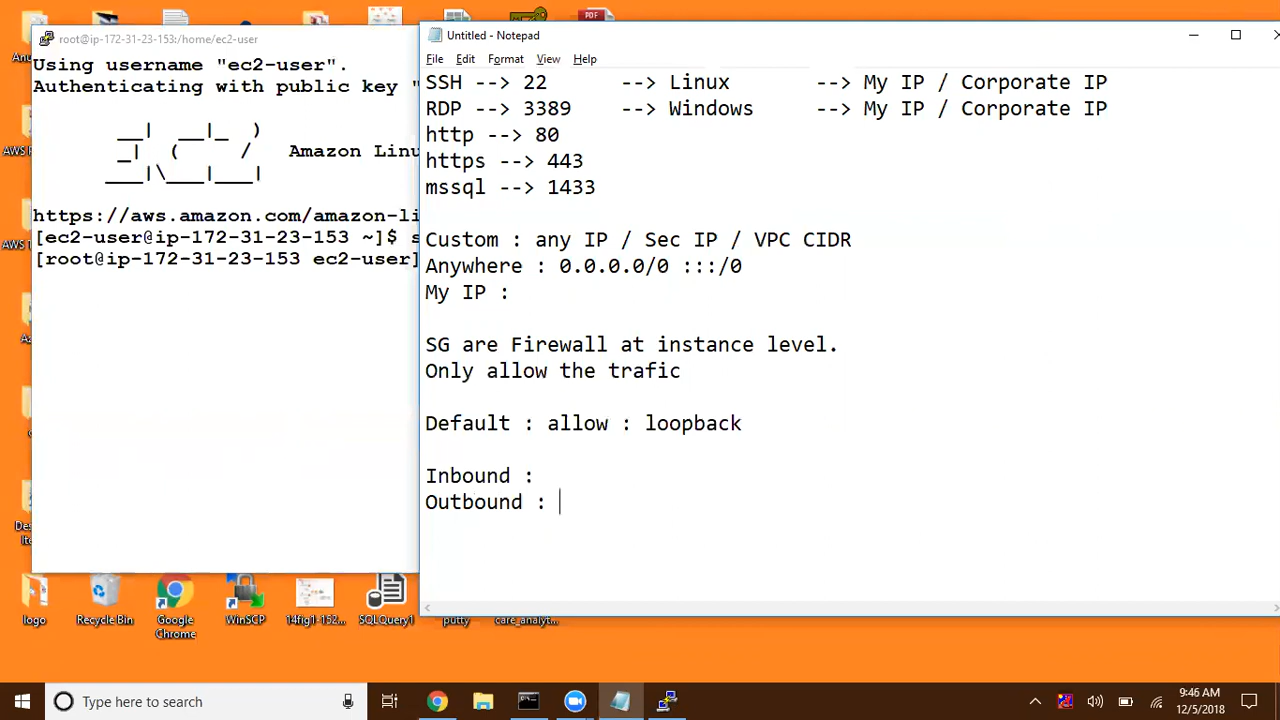 PDF
root@ip-172-31-23-153:/home/ec2-user
Using username "ec2-user".
Authenticating with public key "
Amazon Linu
https://aws.amazon.com/amazon-li
[ec2-user@ip-172-31-23-153 ~]$ s
[root@ip-172-31-23-153 ec2-user]
Untitled - Notepad
File Edit Format View Help
SSH --> 22 --> Linux --> My IP / Corporate IP
RDP --> 3389 --> Windows --> My IP / Corporate IP
http --> 80
https --> 443
mssql --> 1433
Custom : any IP / Sec IP / VPC CIDR
Anywhere : 0.0.0.0/0 :::/0
My IP :
SG are Firewall at instance level.
Only allow the trafic
Default : allow : loopback
Inbound :
Outbound :
logo
Recycle Bin
Google Chrome
WinSCP
14fig1-152...
SQLQuery1
putty
care_analyt...
Type here to search
9:46 AM
12/5/2018